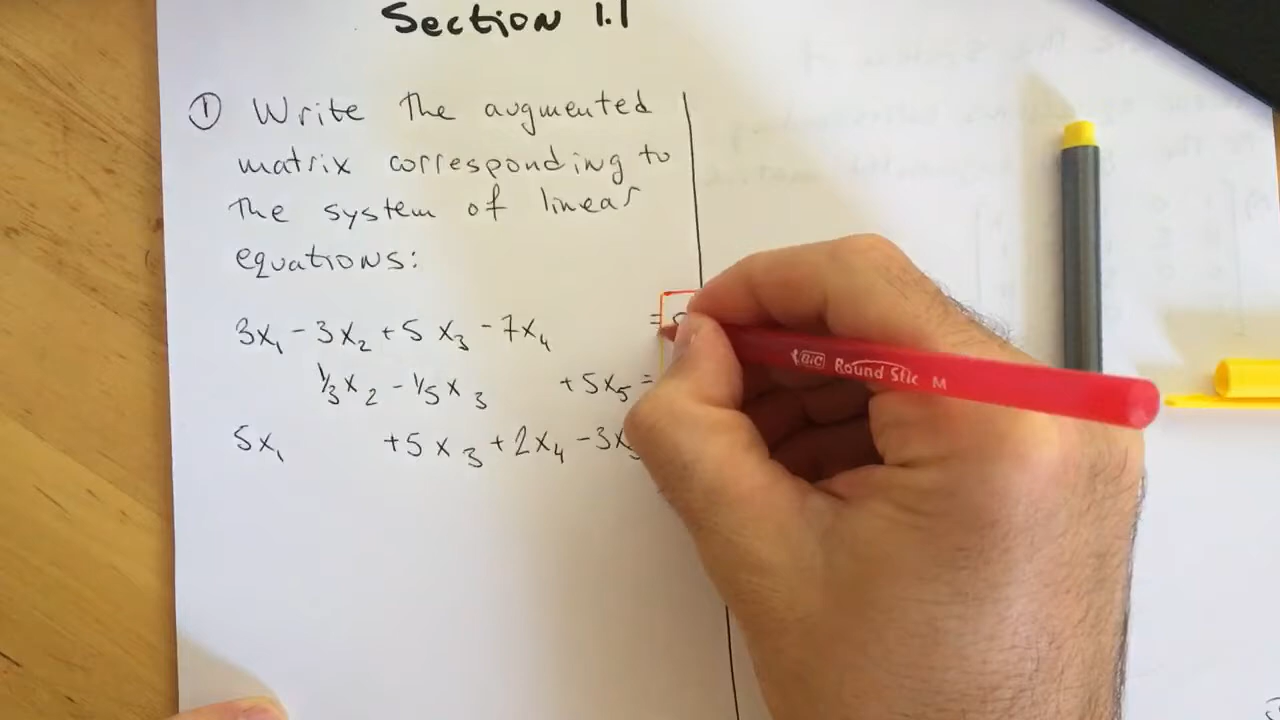 Section 1.1
① Write the augmented
matrix corresponding to
the system of linear
equations:
3x₁ - 3x₂ + 5x₃ - 7x₄ =
⅓x₂ - ⅕x₃ + 5x₅ =
5x₁ + 5x₃ + 2x₄ - 3x₅
BIC Round Stic M